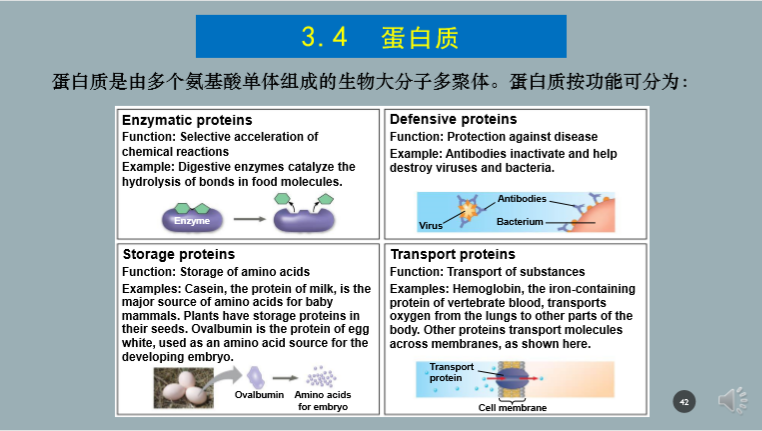 3.4 蛋白质
蛋白质是由多个氨基酸单体组成的生物大分子多聚体。蛋白质按功能可分为：
Enzymatic proteins
Function: Selective acceleration of
chemical reactions
Example: Digestive enzymes catalyze the
hydrolysis of bonds in food molecules.
Enzyme
Defensive proteins
Function: Protection against disease
Example: Antibodies inactivate and help
destroy viruses and bacteria.
Antibodies
Virus
Bacterium
Storage proteins
Function: Storage of amino acids
Examples: Casein, the protein of milk, is the
major source of amino acids for baby
mammals. Plants have storage proteins in
their seeds. Ovalbumin is the protein of egg
white, used as an amino acid source for the
developing embryo.
Ovalbumin
Amino acids
for embryo
Transport proteins
Function: Transport of substances
Examples: Hemoglobin, the iron-containing
protein of vertebrate blood, transports
oxygen from the lungs to other parts of the
body. Other proteins transport molecules
across membranes, as shown here.
Transport
protein
Cell membrane
42